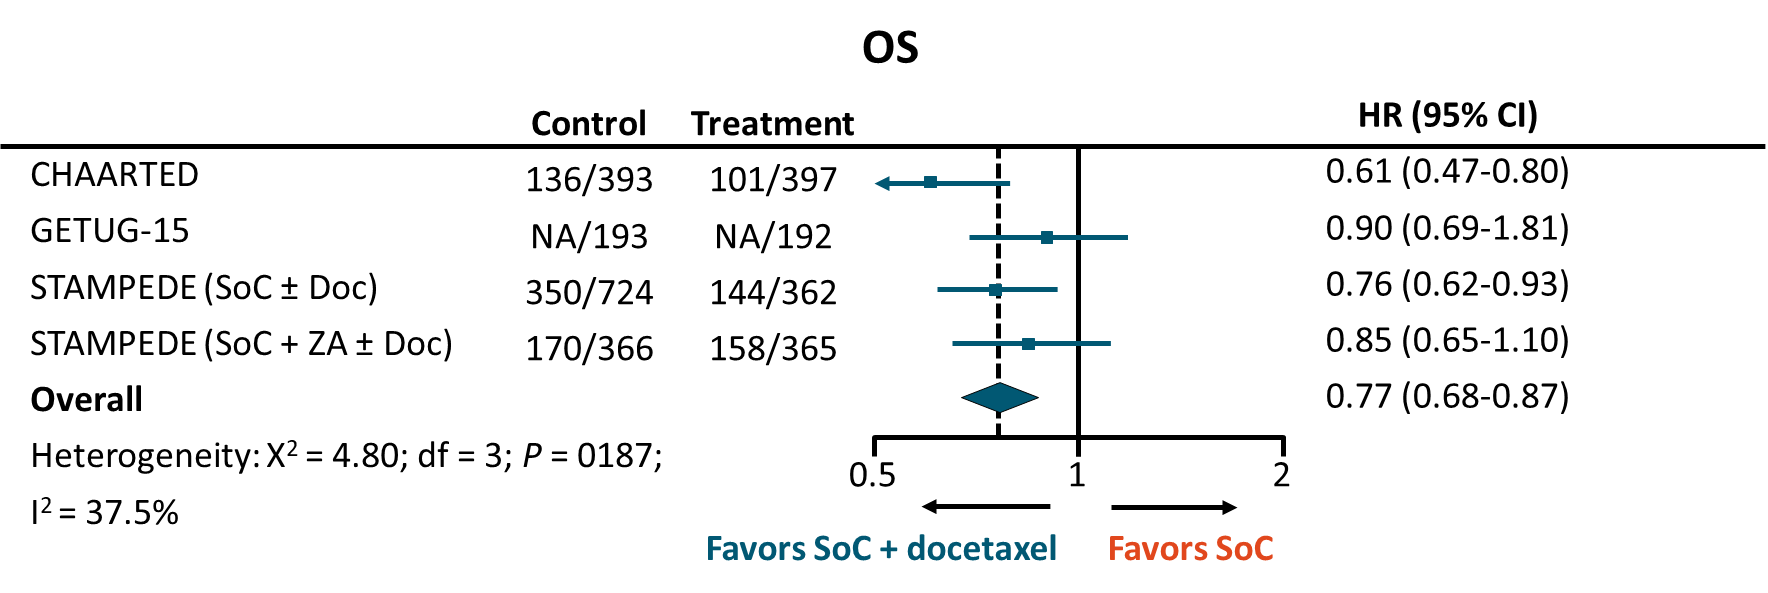 OS
Control Treatment HR (95% CI)
CHAARTED 136/393 101/397 0.61 (0.47-0.80)
GETUG-15 NA/193 NA/192 0.90 (0.69-1.81)
STAMPEDE (SoC ± Doc) 350/724 144/362 0.76 (0.62-0.93)
STAMPEDE (SoC + ZA ± Doc) 170/366 158/365 0.85 (0.65-1.10)
Overall 0.77 (0.68-0.87)
Heterogeneity: X² = 4.80; df = 3; P = 0187;
I² = 37.5%
0.5 1 2
Favors SoC + docetaxel Favors SoC